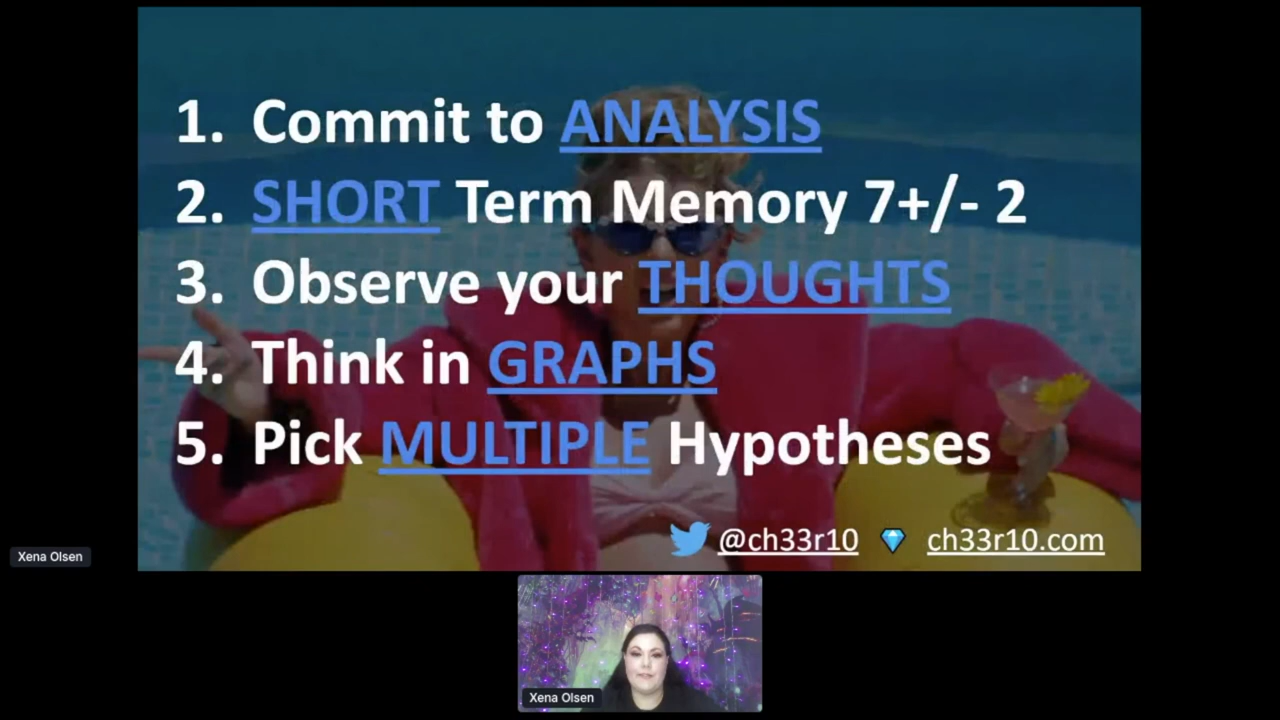 1. Commit to ANALYSIS
2. SHORT Term Memory 7+/- 2
3. Observe your THOUGHTS
4. Think in GRAPHS
5. Pick MULTIPLE Hypotheses
@ch33r10 ch33r10.com
Xena Olsen
Xena Olsen